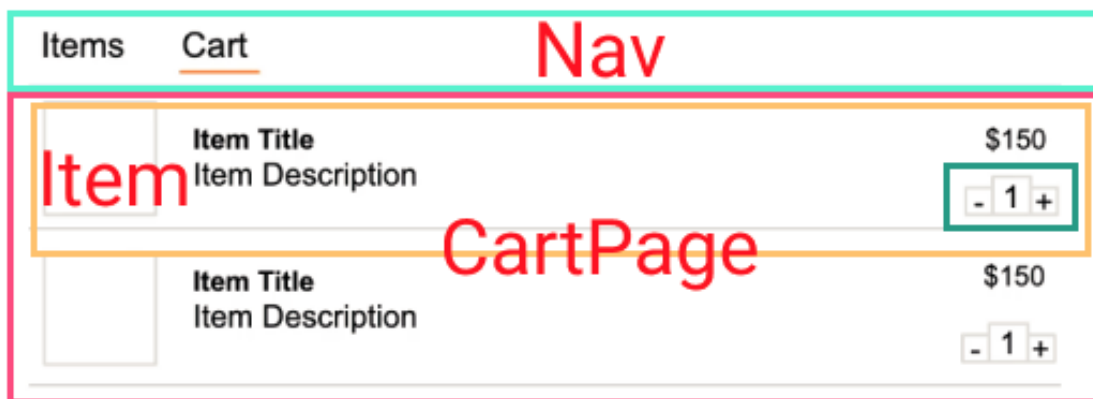 Items Cart Nav
Item Title $150
Item Item Description
- 1 +
CartPage
Item Title $150
Item Description
- 1 +